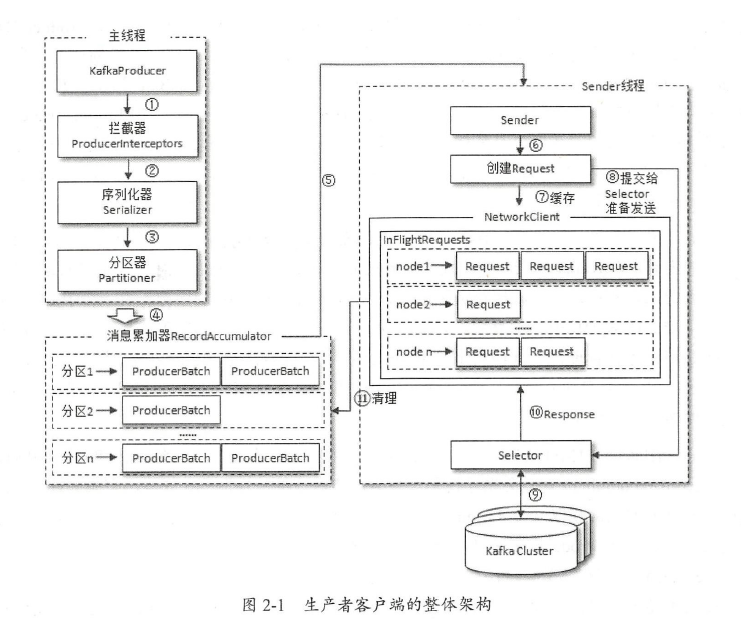 主线程
KafkaProducer
①
拦截器
ProducerInterceptors
②
序列化器
Serializer
③
分区器
Partitioner
④
消息累加器RecordAccumulator
分区1
ProducerBatch
ProducerBatch
分区2
ProducerBatch
......
分区n
ProducerBatch
ProducerBatch
⑤
Sender线程
Sender
⑥
创建Request
⑦缓存
⑧提交给
Selector
准备发送
NetworkClient
InFlightRequests
node1
Request
Request
Request
node2
Request
......
node n
Request
Request
⑪清理
⑩Response
Selector
⑨
Kafka Cluster
图 2-1 生产者客户端的整体架构